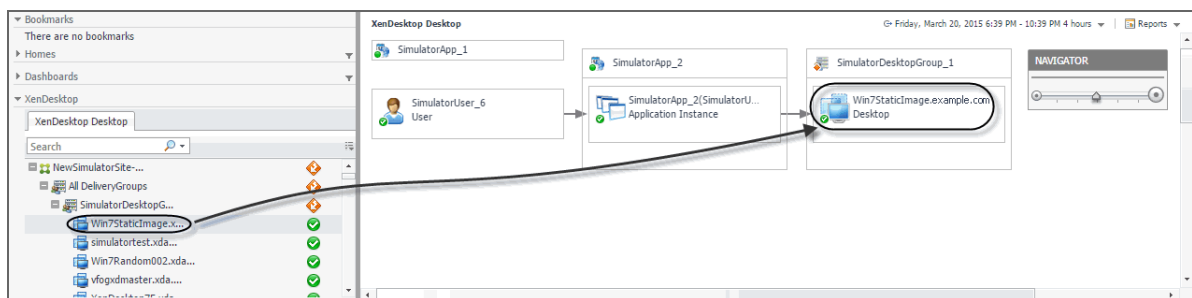 Bookmarks
There are no bookmarks
Homes
Dashboards
XenDesktop
XenDesktop Desktop
Search
NewSimulatorSite-...
All DeliveryGroups
SimulatorDesktopG...
Win7StaticImage.x...
simulatortest.xda...
Win7Random002.xda...
vfogxdmaster.xda....
XenDesktop Desktop
Friday, March 20, 2015 6:39 PM - 10:39 PM 4 hours
Reports
SimulatorApp_1
SimulatorUser_6
User
SimulatorApp_2
SimulatorApp_2(SimulatorU...
Application Instance
SimulatorDesktopGroup_1
Win7StaticImage.example.com
Desktop
NAVIGATOR